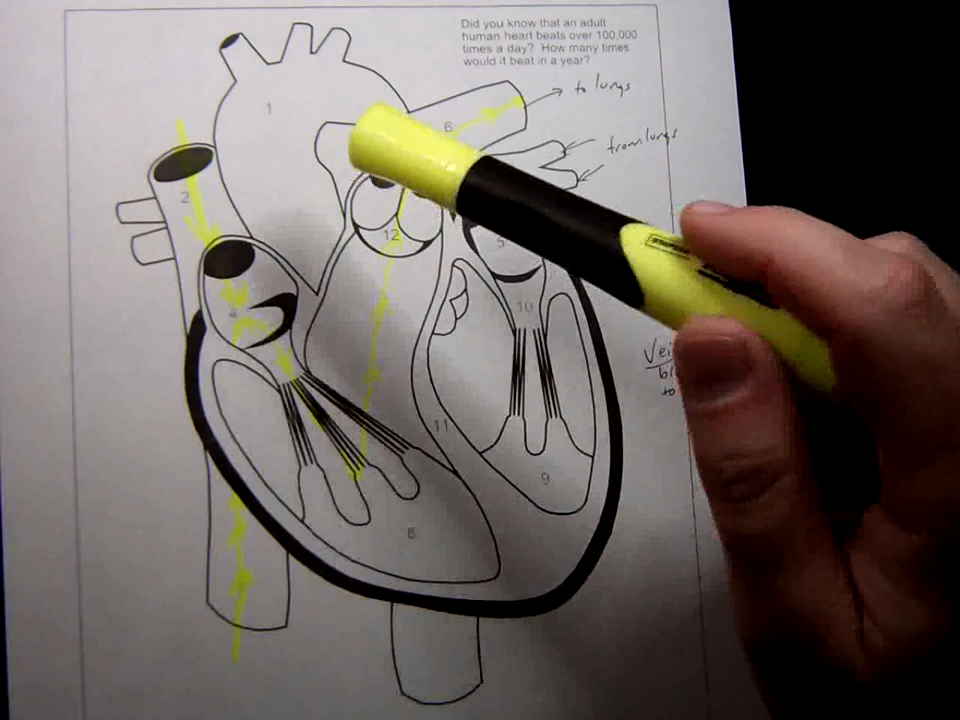 Did you know that an adult
human heart beats over 100,000
times a day? How many times
would it beat in a year?
to lungs
1
6
from lungs
2
12
5
10
4
11
9
8